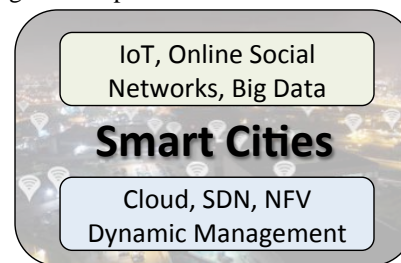 IoT, Online Social
Networks, Big Data
Smart Cities
Cloud, SDN, NFV
Dynamic Management